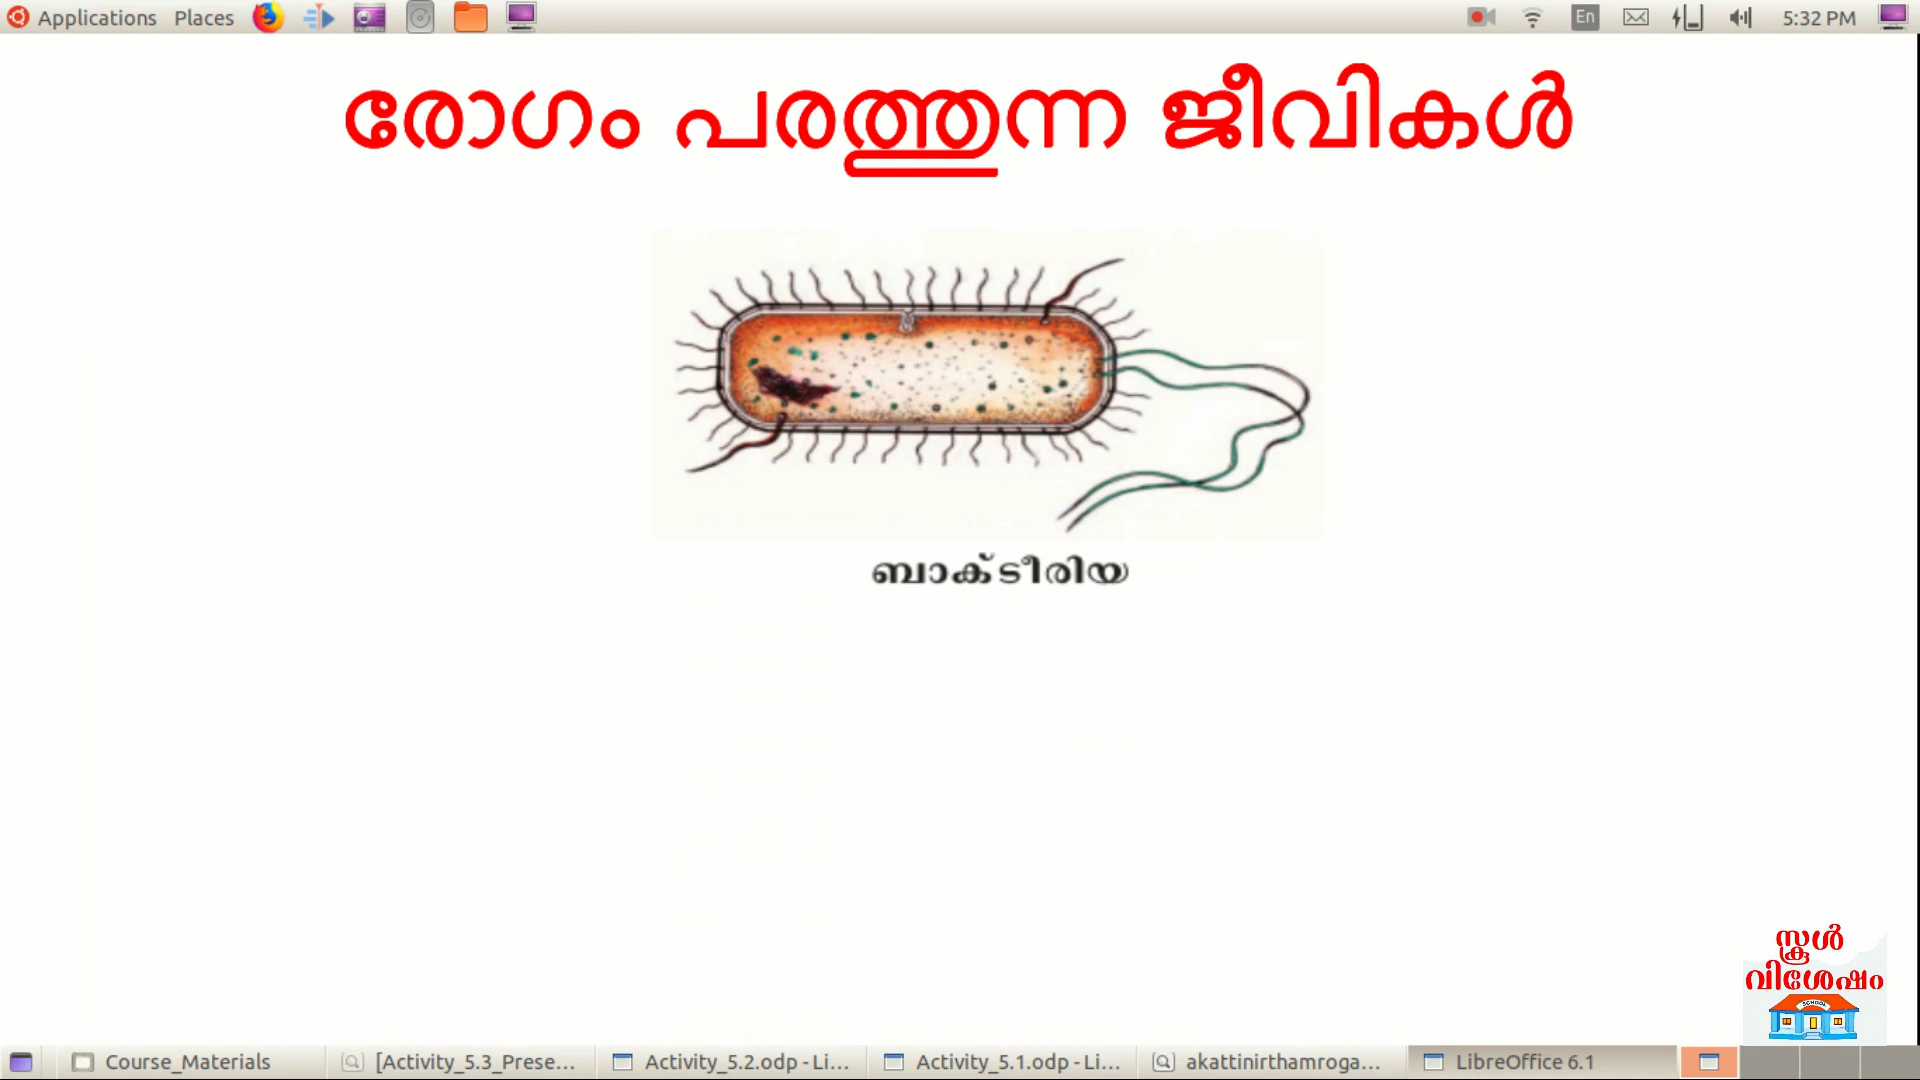 Applications Places En 5:32 PM
രോഗം പരത്തുന്ന ജീവികൾ
ബാക്ടീരിയ
സ്കൂൾ
വിശേഷം
SCHOOL
Course_Materials [Activity_5.3_Prese... Activity_5.2.odp - Li... Activity_5.1.odp - Li... akattinirthamroga... LibreOffice 6.1